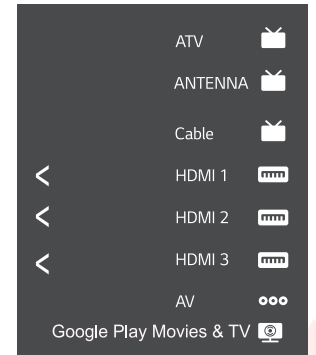 ATV
ANTENNA
Cable
< HDMI 1
< HDMI 2
< HDMI 3
AV
Google Play Movies & TV